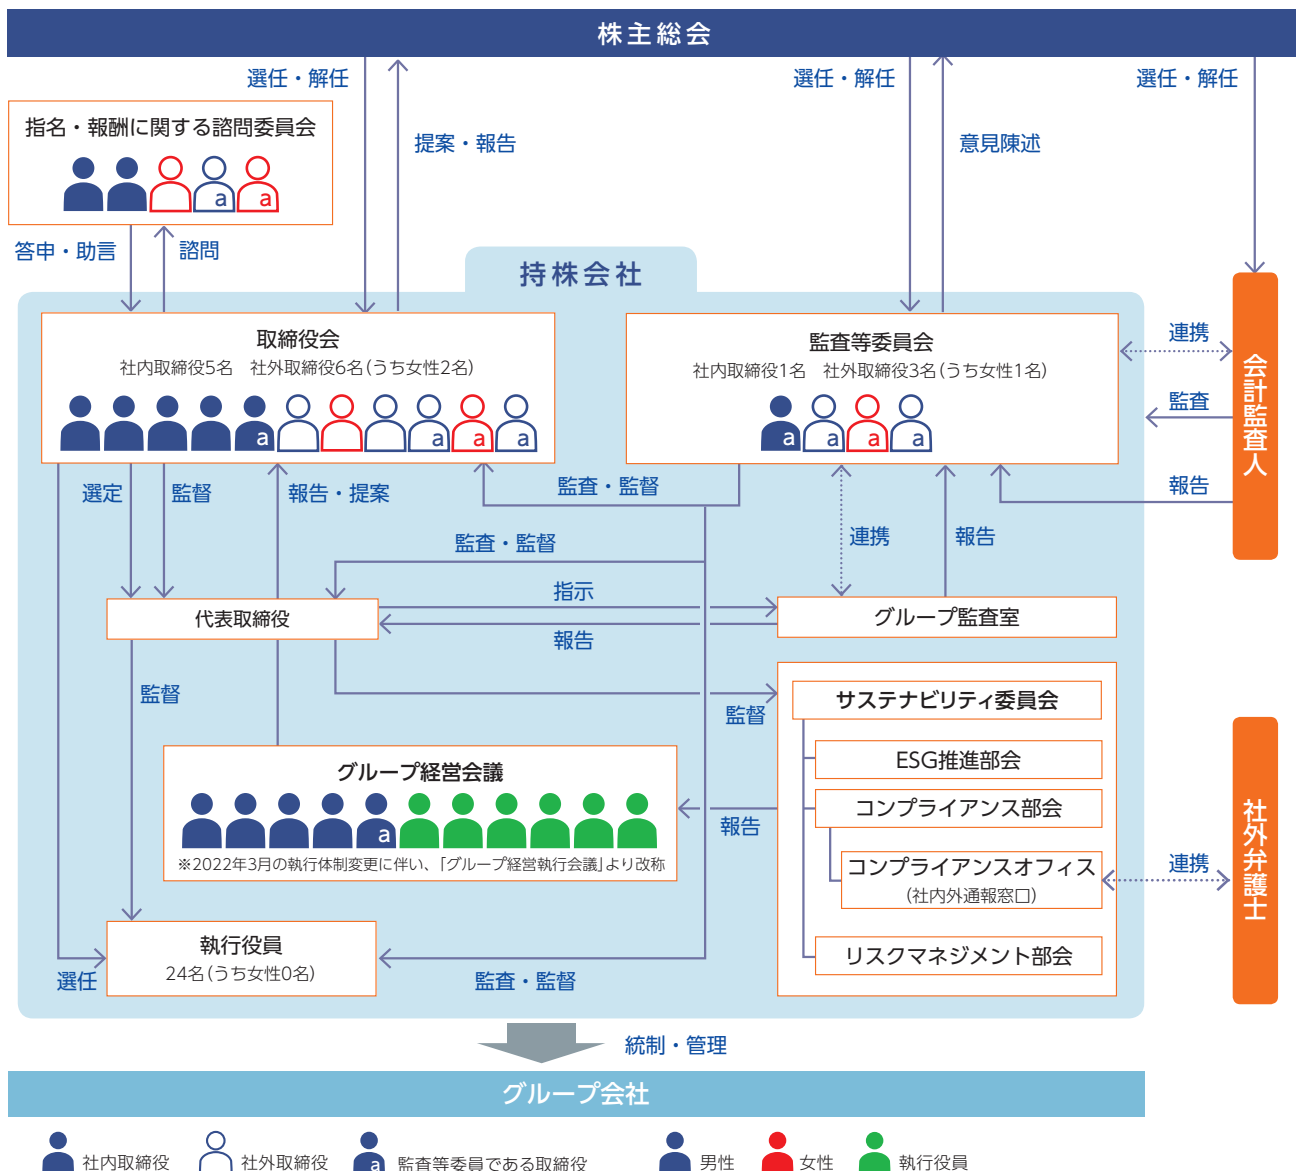 株主総会
選任・解任
提案・報告
選任・解任
意見陳述
選任・解任
指名・報酬に関する諮問委員会
a
a
答申・助言
諮問
持株会社
取締役会
社内取締役5名 社外取締役6名(うち女性2名)
a
a
a
a
監査等委員会
社内取締役1名 社外取締役3名(うち女性1名)
a
a
a
a
連携
監査
報告
会計監査人
選定
監督
報告・提案
監査・監督
連携
報告
監査・監督
代表取締役
指示
報告
グループ監査室
監督
監督
サステナビリティ委員会
ESG推進部会
コンプライアンス部会
コンプライアンスオフィス
(社内外通報窓口)
リスクマネジメント部会
連携
社外弁護士
グループ経営会議
a
※2022年3月の執行体制変更に伴い、「グループ経営執行会議」より改称
報告
執行役員
24名(うち女性0名)
選任
監査・監督
統制・管理
グループ会社
社内取締役
社外取締役
a
監査等委員である取締役
男性
女性
執行役員